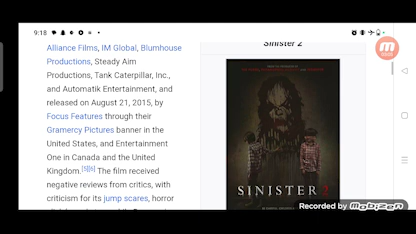 9:18
Alliance Films, IM Global, Blumhouse
Productions, Steady Aim
Productions, Tank Caterpillar, Inc.,
and Automatik Entertainment, and
released on August 21, 2015, by
Focus Features through their
Gramercy Pictures banner in the
United States, and Entertainment
One in Canada and the United
Kingdom.[5][6] The film received
negative reviews from critics, with
criticism for its jump scares, horror
Sinister 2
SINISTER 2
Recorded by Mobizen